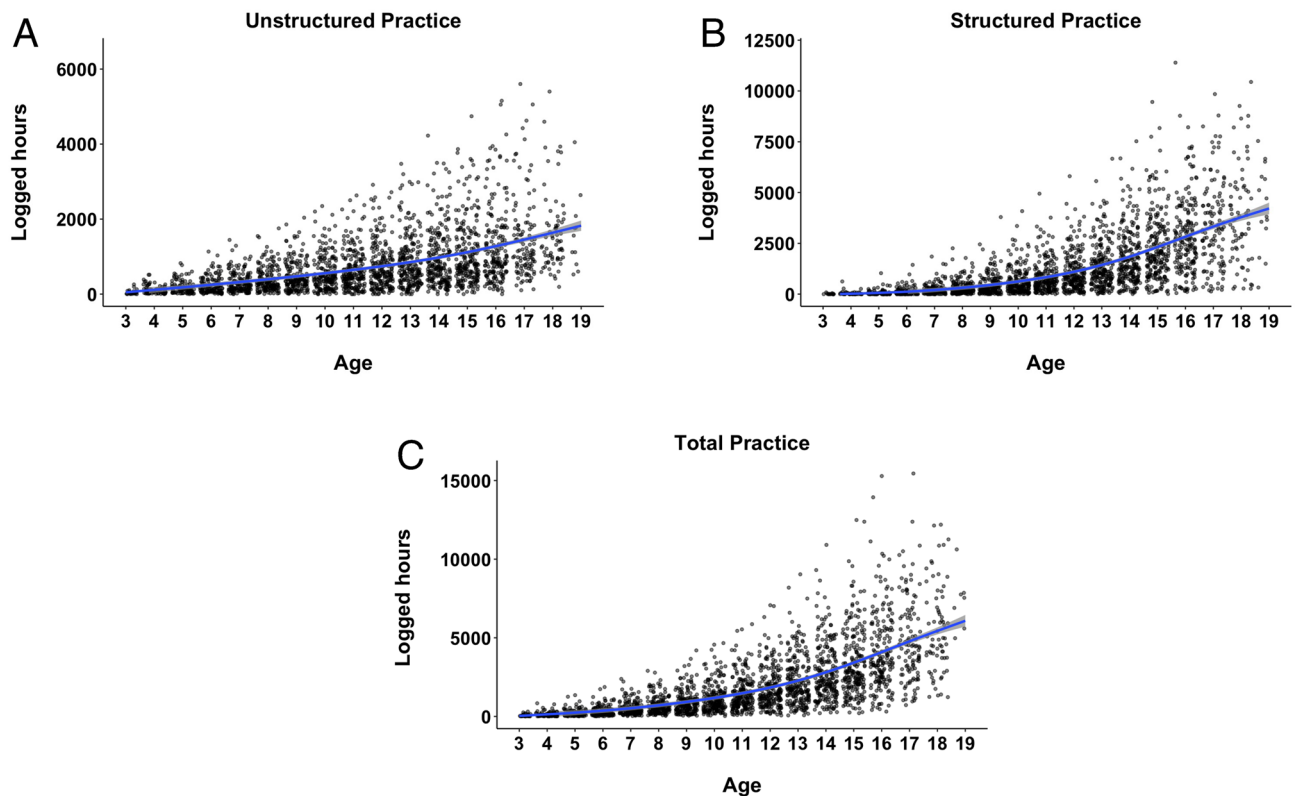 A
Unstructured Practice
Logged hours
6000
4000
2000
0
3 4 5 6 7 8 9 10 11 12 13 14 15 16 17 18 19
Age
B
Structured Practice
Logged hours
12500
10000
7500
5000
2500
0
3 4 5 6 7 8 9 10 11 12 13 14 15 16 17 18 19
Age
C
Total Practice
Logged hours
15000
10000
5000
0
3 4 5 6 7 8 9 10 11 12 13 14 15 16 17 18 19
Age